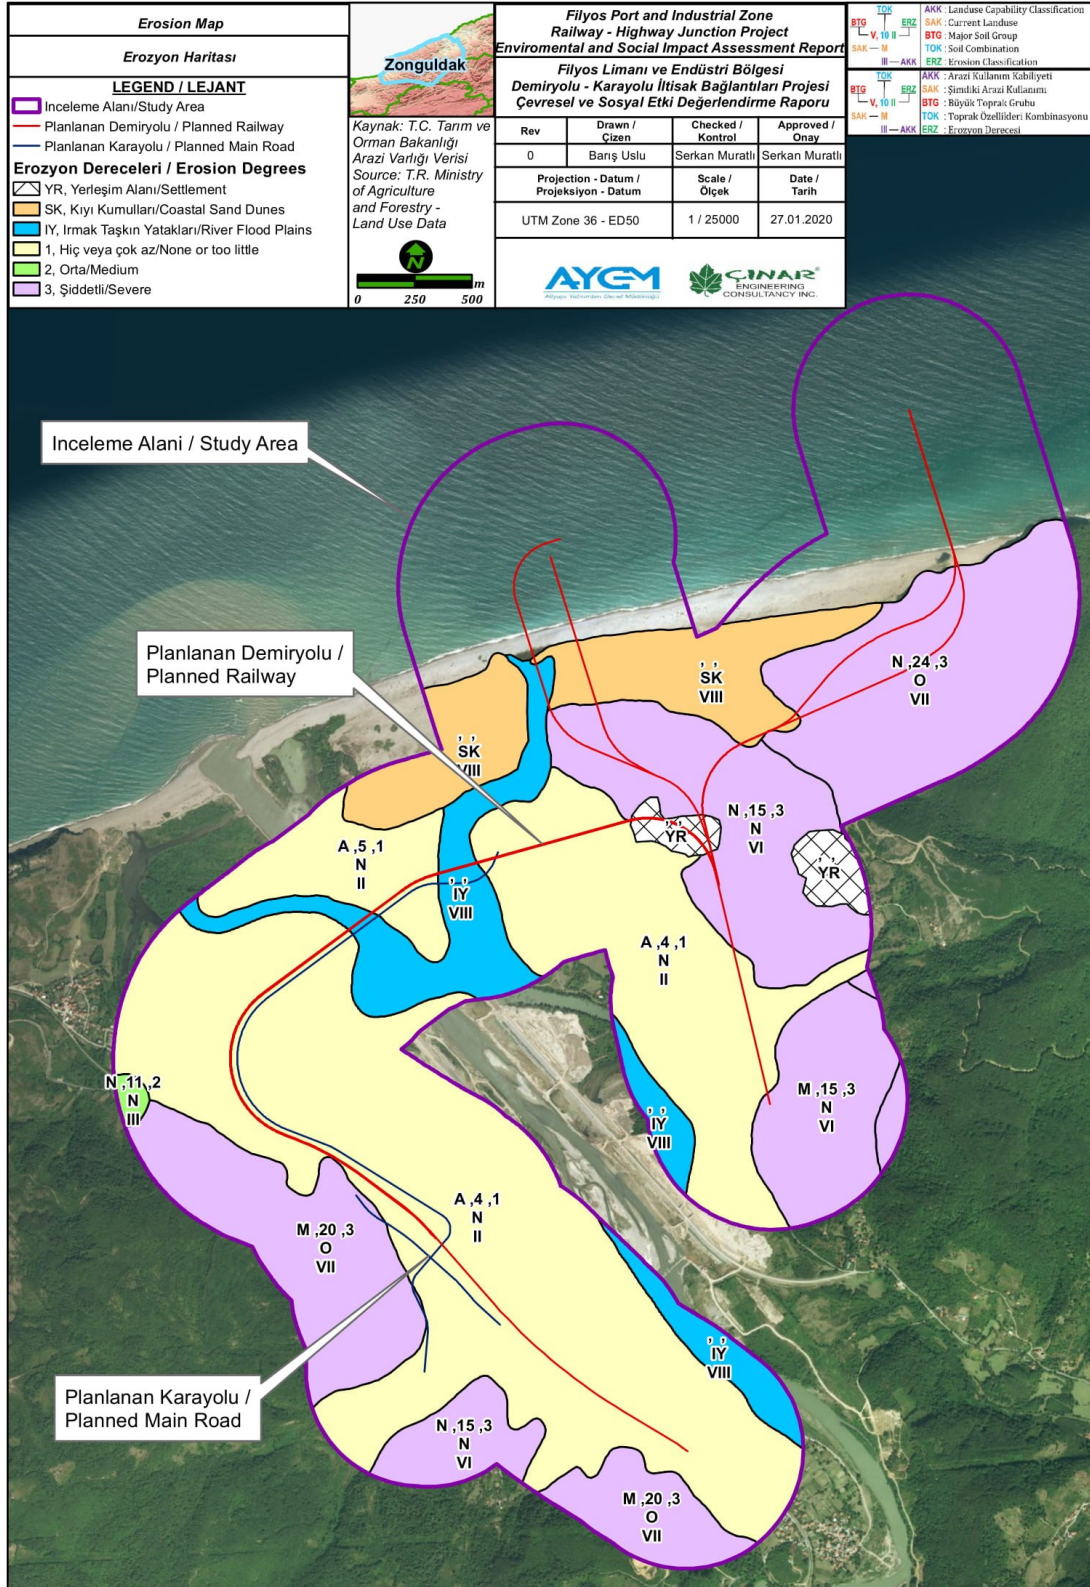 Erosion Map
Erozyon Haritası
LEGEND / LEJANT
İnceleme Alanı/Study Area
Planlanan Demiryolu / Planned Railway
Planlanan Karayolu / Planned Main Road
Erozyon Dereceleri / Erosion Degrees
YR, Yerleşim Alanı/Settlement
SK, Kıyı Kumulları/Coastal Sand Dunes
IY, Irmak Taşkın Yatakları/River Flood Plains
1, Hiç veya çok az/None or too little
2, Orta/Medium
3, Şiddetli/Severe
Zonguldak
Kaynak: T.C. Tarım ve
Orman Bakanlığı
Arazi Varlığı Verisi
Source: T.R. Ministry
of Agriculture
and Forestry -
Land Use Data
N
m
0 250 500
Filyos Port and Industrial Zone
Railway - Highway Junction Project
Enviromental and Social Impact Assessment Report
Filyos Limanı ve Endüstri Bölgesi
Demiryolu - Karayolu İltisak Bağlantıları Projesi
Çevresel ve Sosyal Etki Değerlendirme Raporu
Rev
Drawn / Çizen
Checked / Kontrol
Approved / Onay
0
Barış Uslu
Serkan Muratlı
Serkan Muratlı
Projection - Datum /
Projeksiyon - Datum
Scale / Ölçek
Date / Tarih
UTM Zone 36 - ED50
1 / 25000
27.01.2020
AYGM
Altyapı Yatırımları Genel Müdürlüğü
ÇINAR
ENGINEERING
CONSULTANCY INC.
TOK
BTG
ERZ
V, 10 II
SAK — M
III — AKK
AKK : Landuse Capability Classification
SAK : Current Landuse
BTG : Major Soil Group
TOK : Soil Combination
ERZ : Erosion Classification
TOK
BTG
ERZ
V, 10 II
SAK — M
III — AKK
AKK : Arazi Kullanım Kabiliyeti
SAK : Şimdiki Arazi Kullanımı
BTG : Büyük Toprak Grubu
TOK : Toprak Özellikleri Kombinasyonu
ERZ : Erozyon Derecesi
İnceleme Alani / Study Area
Planlanan Demiryolu /
Planned Railway
, ,
SK
VIII
N ,24 ,3
O
VII
, ,
SK
VIII
N ,15 ,3
N
VI
, ,
YR
, ,
YR
A ,5 ,1
N
II
, ,
IY
VIII
A ,4 ,1
N
II
N ,11 ,2
N
III
M ,15 ,3
N
VI
, ,
IY
VIII
A ,4 ,1
N
II
M ,20 ,3
O
VII
, ,
IY
VIII
Planlanan Karayolu /
Planned Main Road
N ,15 ,3
N
VI
M ,20 ,3
O
VII